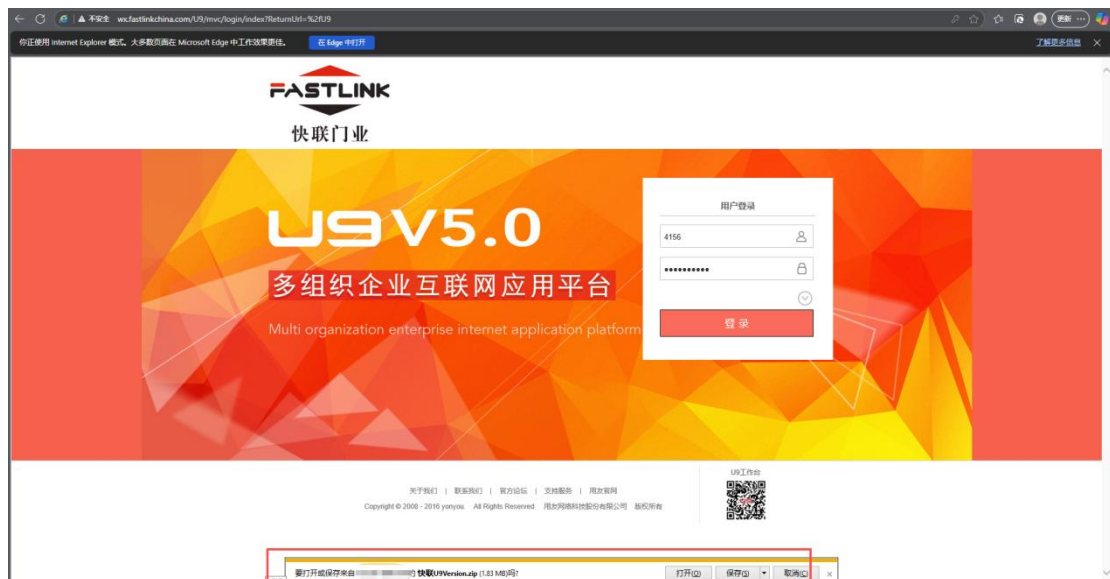 不安全 wx.fastlinkchina.com/U9/mvc/login/index?ReturnUrl=%2fU9
更新
你正使用 Internet Explorer 模式。大多数页面在 Microsoft Edge 中工作效果更佳。 在 Edge 中打开 了解更多信息
FASTLINK
快联门业
U9 V5.0
多组织企业互联网应用平台
Multi organization enterprise internet application platform
用户登录
4156
登录
U9工作台
关于我们 | 联系我们 | 官方论坛 | 支持服务 | 用友官网
Copyright © 2008 - 2016 yonyou. All Rights Reserved. 用友网络科技股份有限公司 版权所有
要打开或保存来自 的 快联U9Version.zip (1.83 MB)吗? 打开(O) 保存(S) 取消(C)